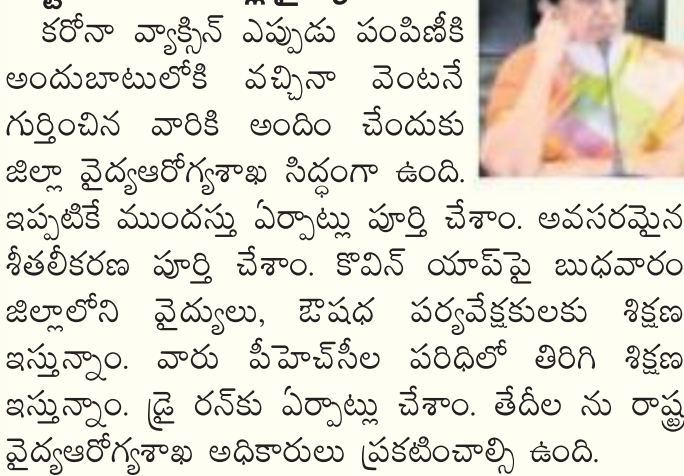 కరోనా వ్యాక్సిన్ ఎప్పుడు పంపిణీకి
అందుబాటులోకి వచ్చినా వెంటనే
గుర్తించిన వారికి అందిం చేందుకు
జిల్లా వైద్యఆరోగ్యశాఖ సిద్ధంగా ఉంది.
ఇప్పటికే ముందస్తు ఏర్పాట్లు పూర్తి చేశాం. అవసరమైన
శీతలీకరణ పూర్తి చేశాం. కొవిన్ యాప్‌పై బుధవారం
జిల్లాలోని వైద్యులు, ఔషధ పర్యవేక్షకులకు శిక్షణ
ఇస్తున్నాం. వారు పీహెచ్‌సీల పరిధిలో తిరిగి శిక్షణ
ఇస్తున్నాం. డ్రై రన్‌కు ఏర్పాట్లు చేశాం. తేదీల ను రాష్ట్ర
వైద్యఆరోగ్యశాఖ అధికారులు ప్రకటించాల్సి ఉంది.